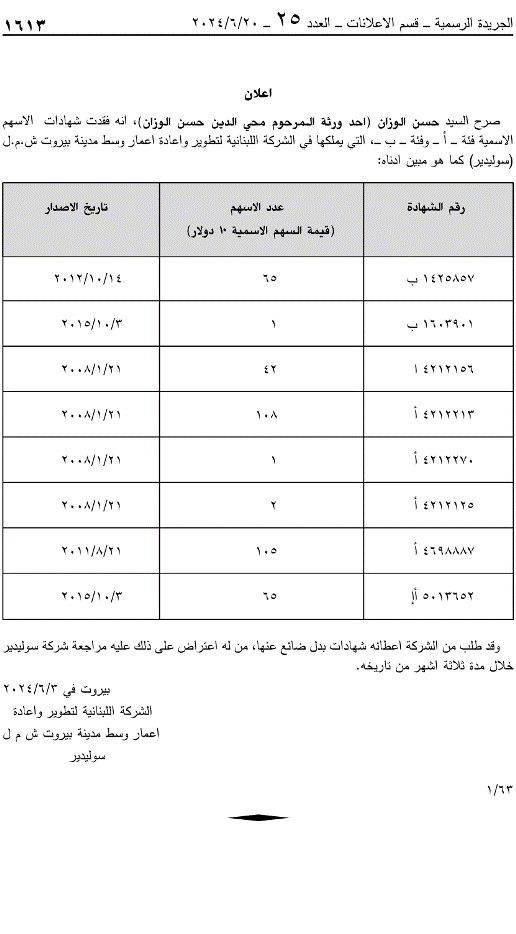 الجريدة الرسمية – قسم الاعلانات – العدد ٢٥ – ٢٠٢٤/٦/٢٠ ١٦١٣
اعلان
صرح السيد حسن الوزان (احد ورثة المرحوم محي الدين حسن الوزان)، انه فقدت شهادات الاسهم
الاسمية فئة – أ – وفئة – ب –، التي يملكها في الشركة اللبنانية لتطوير واعادة اعمار وسط مدينة بيروت ش.م.ل
(سوليدير) كما هو مبين ادناه:
رقم الشهادة عدد الاسهم تاريخ الاصدار
(قيمة السهم الاسمية ١٠ دولار)
١٤٢٥٨٥٧ ب ٦٥ ٢٠١٢/١٠/١٤
١٦٠٣٩٠١ ب ١ ٢٠١٥/١٠/٣
٤٢١٢١٥٦ ا ٤٢ ٢٠٠٨/١/٢١
٤٢١٢٢١٣ أ ١٠٨ ٢٠٠٨/١/٢١
٤٢١٢٢٧٠ أ ١ ٢٠٠٨/١/٢١
٤٢١٢١٢٥ أ ٢ ٢٠٠٨/١/٢١
٤٦٩٨٨٨٧ أ ١٠٥ ٢٠١١/٨/٢١
٥٠١٣٦٥٢ أإ ٦٥ ٢٠١٥/١٠/٣
وقد طلب من الشركة اعطائه شهادات بدل ضائع عنها، من له اعتراض على ذلك عليه مراجعة شركة سوليدير
خلال مدة ثلاثة اشهر من تاريخه.
بيروت في ٢٠٢٤/٦/٣
الشركة اللبنانية لتطوير واعادة
اعمار وسط مدينة بيروت ش م ل
سوليدير
١/٦٣